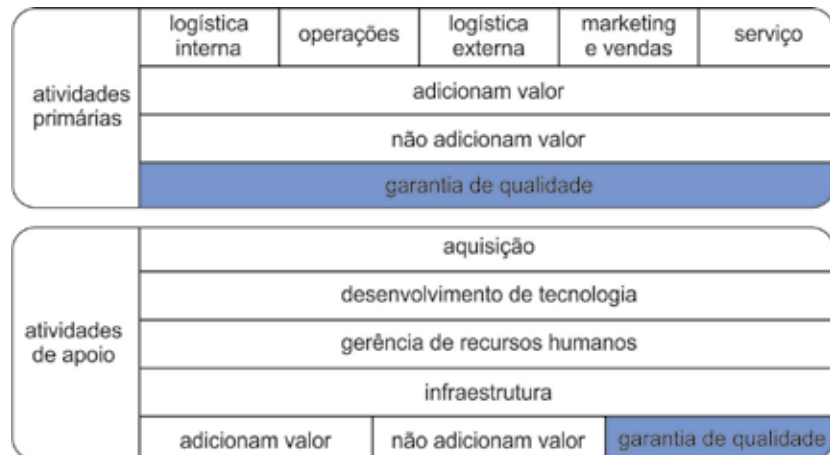 logística interna
operações
logística externa
marketing e vendas
serviço
atividades primárias
adicionam valor
não adicionam valor
garantia de qualidade
aquisição
desenvolvimento de tecnologia
atividades de apoio
gerência de recursos humanos
infraestrutura
adicionam valor
não adicionam valor
garantia de qualidade